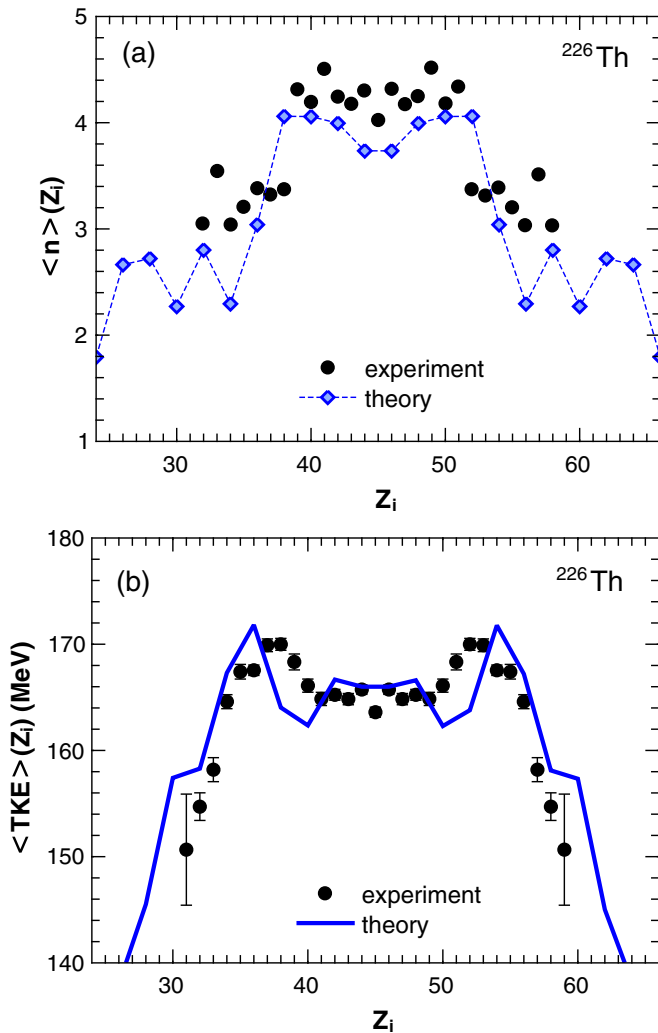 (a)
²²⁶Th
5
4
3
2
1
<n>(Zᵢ)
experiment
theory
30 40 50 60
Zᵢ
(b)
²²⁶Th
180
170
160
150
140
<TKE>(Zᵢ) (MeV)
experiment
theory
30 40 50 60
Zᵢ